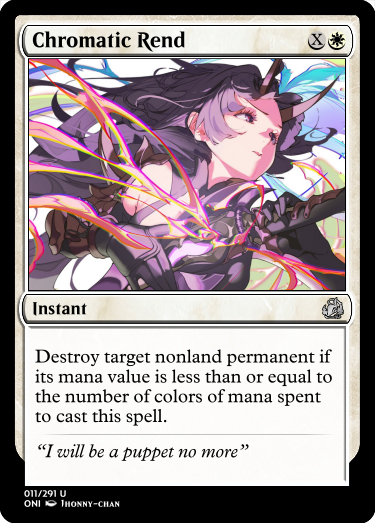 Chromatic Rend X
Instant
Destroy target nonland permanent if
its mana value is less than or equal to
the number of colors of mana spent
to cast this spell.
“I will be a puppet no more”
011/291 U
ONI Jhonny-chan